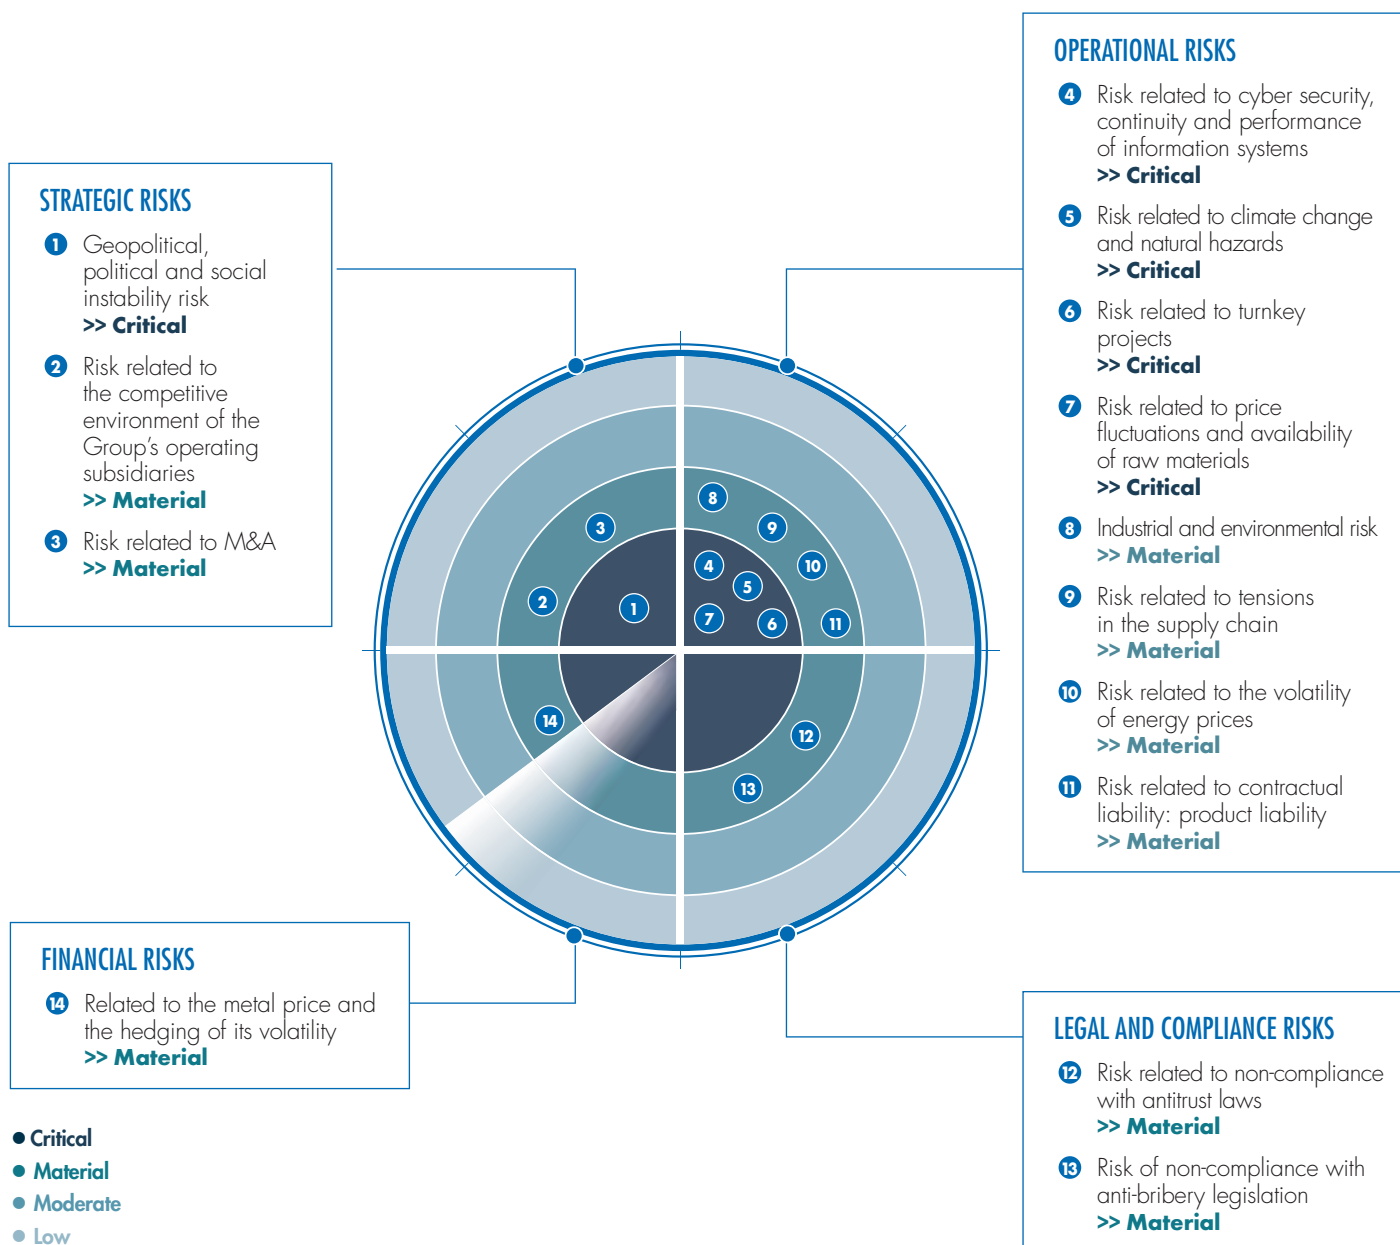 STRATEGIC RISKS
1 Geopolitical,
political and social
instability risk
>> Critical
2 Risk related to
the competitive
environment of the
Group's operating
subsidiaries
>> Material
3 Risk related to M&A
>> Material
OPERATIONAL RISKS
4 Risk related to cyber security,
continuity and performance
of information systems
>> Critical
5 Risk related to climate change
and natural hazards
>> Critical
6 Risk related to turnkey
projects
>> Critical
7 Risk related to price
fluctuations and availability
of raw materials
>> Critical
8 Industrial and environmental risk
>> Material
9 Risk related to tensions
in the supply chain
>> Material
10 Risk related to the volatility
of energy prices
>> Material
11 Risk related to contractual
liability: product liability
>> Material
8
3
9
4
10
5
2
1
7
6
11
14
12
13
FINANCIAL RISKS
14 Related to the metal price and
the hedging of its volatility
>> Material
LEGAL AND COMPLIANCE RISKS
12 Risk related to non-compliance
with antitrust laws
>> Material
13 Risk of non-compliance with
anti-bribery legislation
>> Material
Critical
Material
Moderate
Low